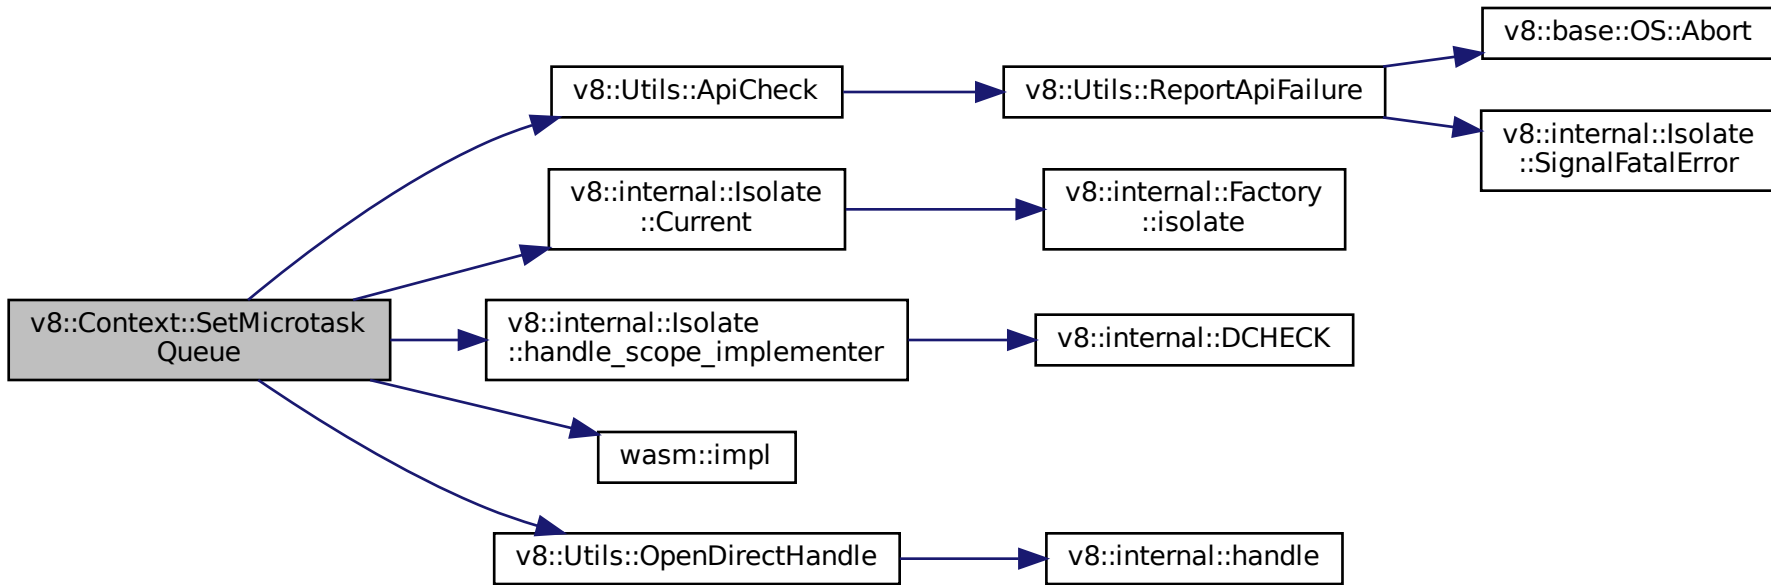 v8::base::OS::Abort
v8::Utils::ApiCheck
v8::Utils::ReportApiFailure
v8::internal::Isolate
::SignalFatalError
v8::internal::Isolate
::Current
v8::internal::Factory
::isolate
v8::Context::SetMicrotask
Queue
v8::internal::Isolate
::handle_scope_implementer
v8::internal::DCHECK
wasm::impl
v8::Utils::OpenDirectHandle
v8::internal::handle